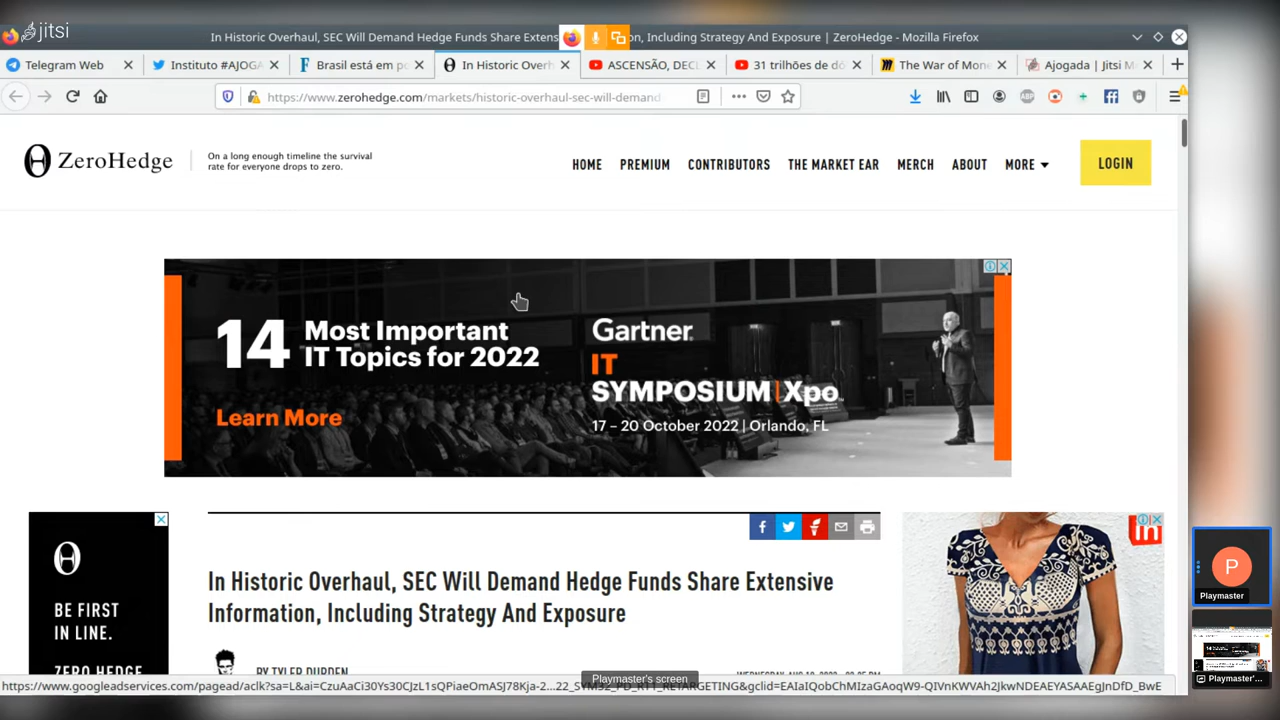 jitsi
In Historic Overhaul, SEC Will Demand Hedge Funds Share Extens
n, Including Strategy And Exposure | ZeroHedge - Mozilla Firefox
Telegram Web
Instituto #AJOGA
Brasil está em p
In Historic Overh
ASCENSÃO, DECL
31 trilhões de dó
The War of Mone
Ajogada | Jitsi M
https://www.zerohedge.com/markets/historic-overhaul-sec-will-demand-
ABP
ZeroHedge
On a long enough timeline the survival
rate for everyone drops to zero.
HOME
PREMIUM
CONTRIBUTORS
THE MARKET EAR
MERCH
ABOUT
MORE
LOGIN
14 Most Important
IT Topics for 2022
Learn More
Gartner
IT
SYMPOSIUM|Xpo
17 – 20 October 2022 | Orlando, FL
BE FIRST
IN LINE.
ZERO HEDGE
In Historic Overhaul, SEC Will Demand Hedge Funds Share Extensive
Information, Including Strategy And Exposure
BY TYLER DURDEN
in
P
Playmaster
Playmaster's screen
Playmaster'...